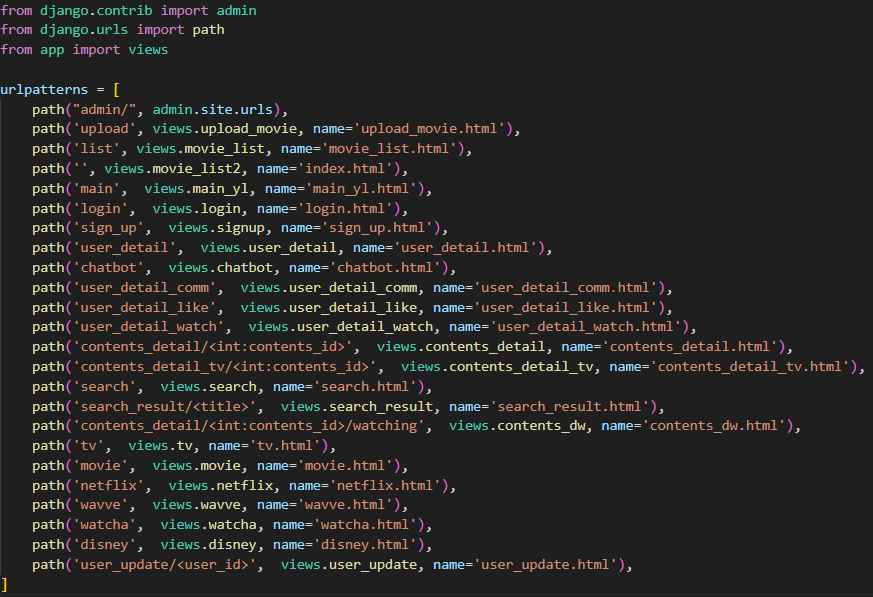 from django.contrib import admin
from django.urls import path
from app import views

urlpatterns = [
    path("admin/", admin.site.urls),
    path('upload', views.upload_movie, name='upload_movie.html'),
    path('list', views.movie_list, name='movie_list.html'),
    path('', views.movie_list2, name='index.html'),
    path('main',  views.main_yl, name='main_yl.html'),
    path('login',  views.login, name='login.html'),
    path('sign_up',  views.signup, name='sign_up.html'),
    path('user_detail',  views.user_detail, name='user_detail.html'),
    path('chatbot',  views.chatbot, name='chatbot.html'),
    path('user_detail_comm',  views.user_detail_comm, name='user_detail_comm.html'),
    path('user_detail_like',  views.user_detail_like, name='user_detail_like.html'),
    path('user_detail_watch',  views.user_detail_watch, name='user_detail_watch.html'),
    path('contents_detail/<int:contents_id>',  views.contents_detail, name='contents_detail.html'),
    path('contents_detail_tv/<int:contents_id>',  views.contents_detail_tv, name='contents_detail_tv.html'),
    path('search',  views.search, name='search.html'),
    path('search_result/<title>',  views.search_result, name='search_result.html'),
    path('contents_detail/<int:contents_id>/watching',  views.contents_dw, name='contents_dw.html'),
    path('tv',  views.tv, name='tv.html'),
    path('movie',  views.movie, name='movie.html'),
    path('netflix',  views.netflix, name='netflix.html'),
    path('wavve',  views.wavve, name='wavve.html'),
    path('watcha',  views.watcha, name='watcha.html'),
    path('disney',  views.disney, name='disney.html'),
    path('user_update/<user_id>',  views.user_update, name='user_update.html'),
]